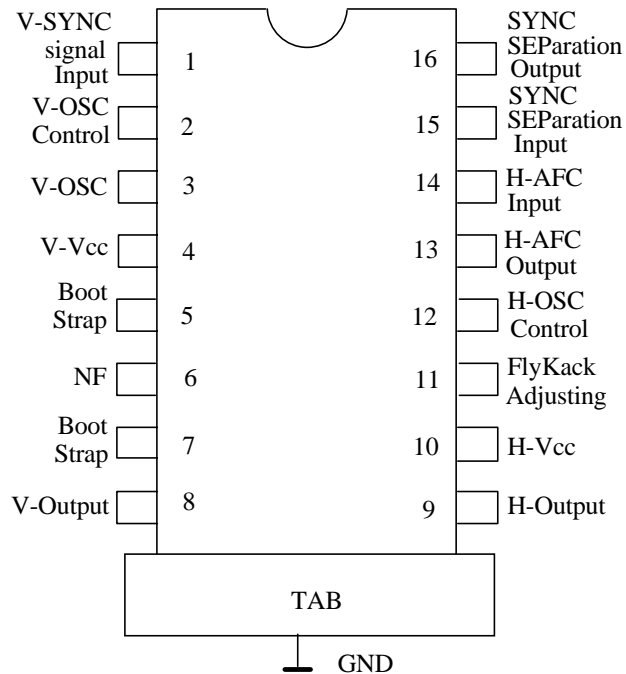 V-SYNC
signal
Input
1
V-OSC
Control
2
V-OSC
3
V-Vcc
4
Boot
Strap
5
NF
6
Boot
Strap
7
V-Output
8
SYNC
SEParation
Output
16
SYNC
SEParation
Input
15
H-AFC
Input
14
H-AFC
Output
13
H-OSC
Control
12
FlyKack
Adjusting
11
H-Vcc
10
H-Output
9
TAB
GND